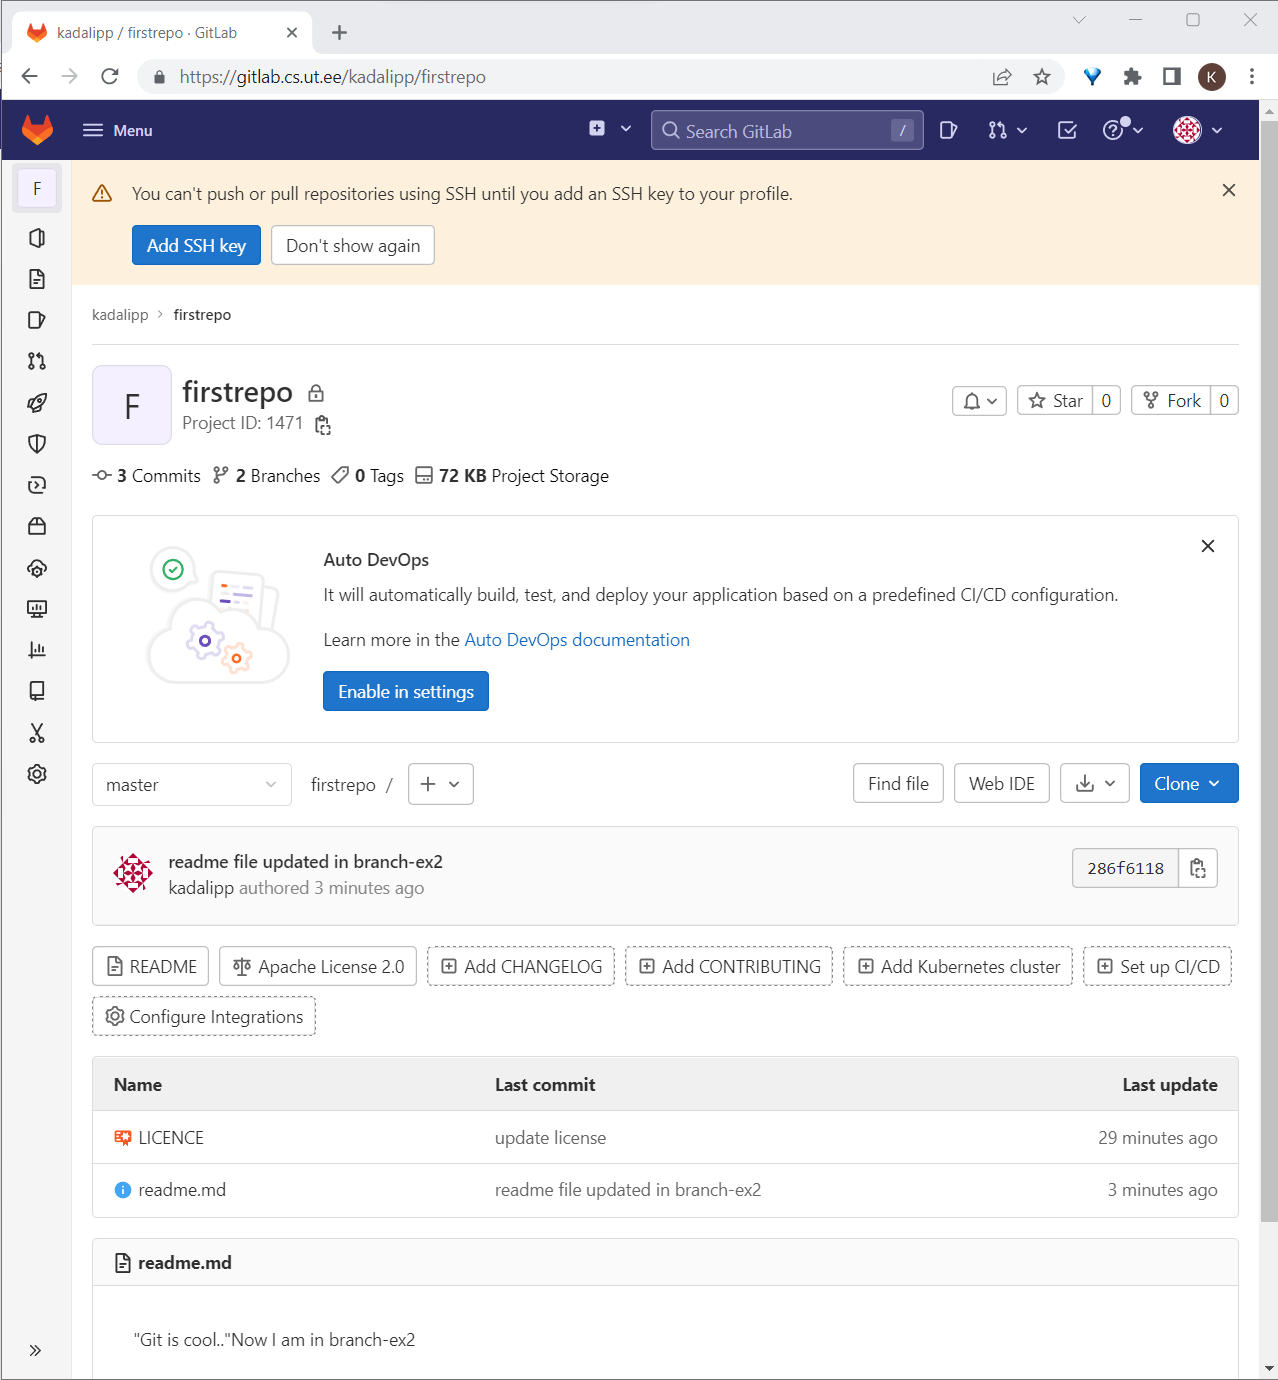 kadalipp / firstrepo · GitLab
https://gitlab.cs.ut.ee/kadalipp/firstrepo
K
Menu
Search GitLab
/
F
You can't push or pull repositories using SSH until you add an SSH key to your profile.
Add SSH key
Don't show again
kadalipp > firstrepo
F
firstrepo
Project ID: 1471
Star 0
Fork 0
3 Commits 2 Branches 0 Tags 72 KB Project Storage
Auto DevOps
It will automatically build, test, and deploy your application based on a predefined CI/CD configuration.
Learn more in the Auto DevOps documentation
Enable in settings
master
firstrepo /
Find file
Web IDE
Clone
readme file updated in branch-ex2
kadalipp authored 3 minutes ago
286f6118
README
Apache License 2.0
Add CHANGELOG
Add CONTRIBUTING
Add Kubernetes cluster
Set up CI/CD
Configure Integrations
Name Last commit Last update
LICENCE update license 29 minutes ago
readme.md readme file updated in branch-ex2 3 minutes ago
readme.md
"Git is cool.."Now I am in branch-ex2